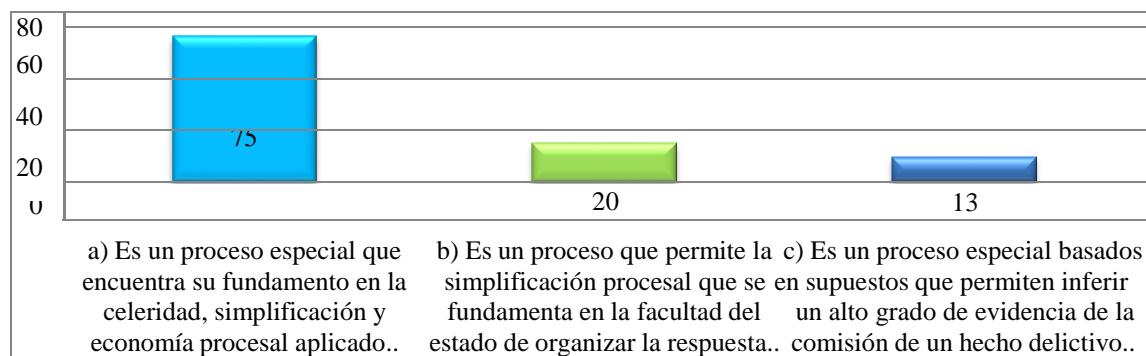 80
60
40
20
0
75
20
13
a) Es un proceso especial que
encuentra su fundamento en la
celeridad, simplificación y
economía procesal aplicado..
b) Es un proceso que permite la
simplificación procesal que se
fundamenta en la facultad del
estado de organizar la respuesta..
c) Es un proceso especial basados
en supuestos que permiten inferir
un alto grado de evidencia de la
comisión de un hecho delictivo..